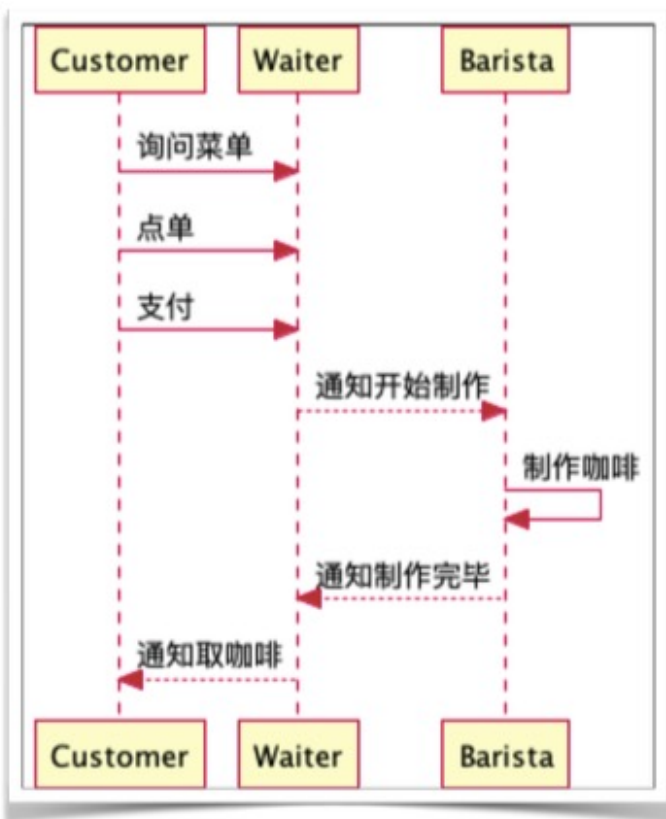 Customer Waiter Barista
询问菜单
点单
支付
通知开始制作
制作咖啡
通知制作完毕
通知取咖啡
Customer Waiter Barista